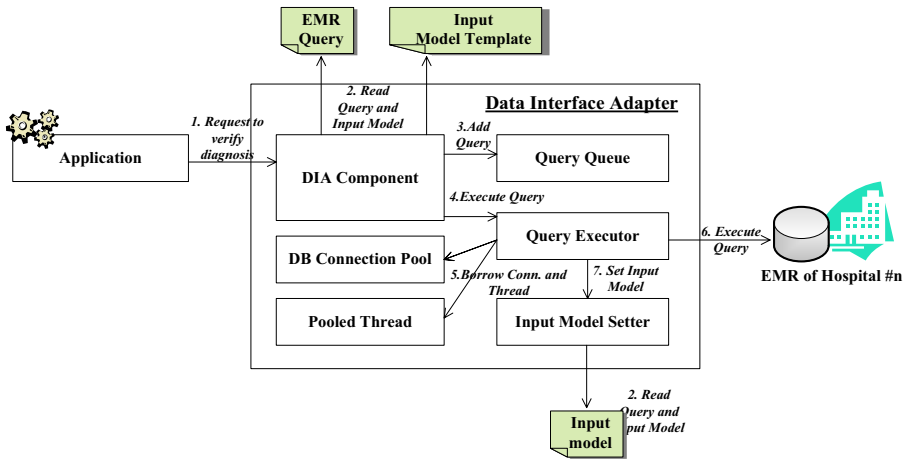 EMR
Query
Input
Model Template
2. Read
Query and
Input Model
Data Interface Adapter
1. Request to
verify
diagnosis
Application
DIA Component
3.Add
Query
Query Queue
4.Execute Query
Query Executor
6. Execute
Query
EMR of Hospital #n
DB Connection Pool
5.Borrow Conn. and
Thread
7. Set Input
Model
Pooled Thread
Input Model Setter
2. Read
Query and
put Model
Input
model